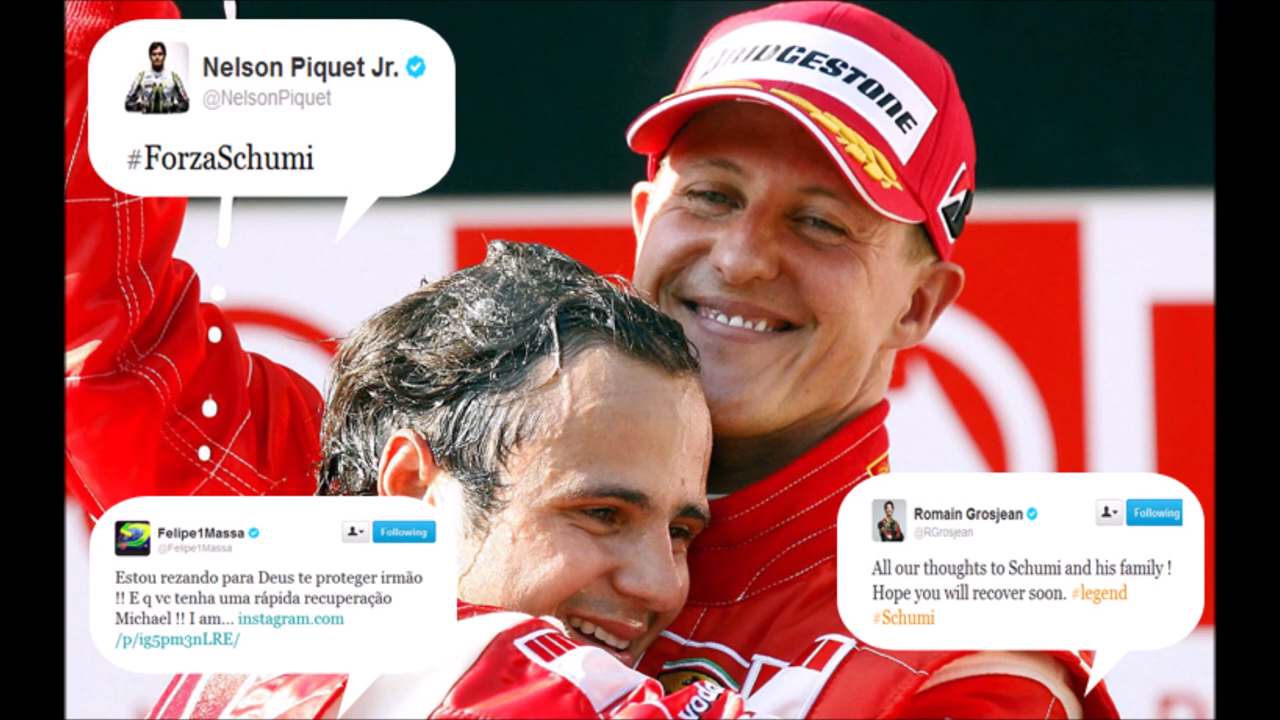 Nelson Piquet Jr.
@NelsonPiquet
#ForzaSchumi
BRIDGESTONE
Felipe1Massa
@Felipe1Massa
Following
Estou rezando para Deus te proteger irmão
!! E q vc tenha uma rápida recuperação
Michael !! I am... instagram.com
/p/ig5pm3nLRE/
Romain Grosjean
@RGrosjean
Following
All our thoughts to Schumi and his family !
Hope you will recover soon. #legend
#Schumi
voda